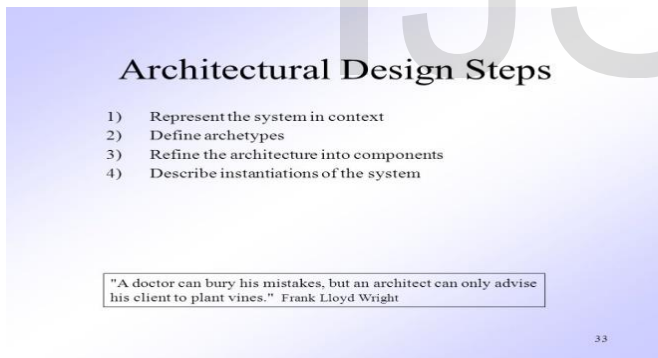 Architectural Design Steps
1) Represent the system in context
2) Define archetypes
3) Refine the architecture into components
4) Describe instantiations of the system
"A doctor can bury his mistakes, but an architect can only advise
his client to plant vines." Frank Lloyd Wright
33